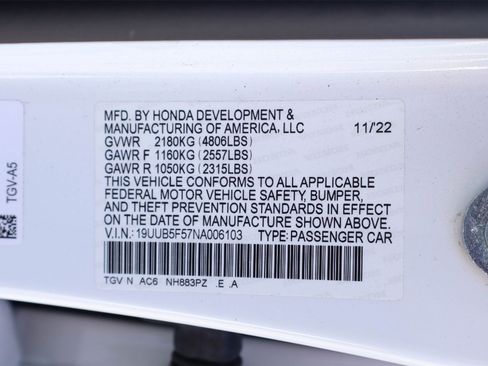 MFD. BY HONDA DEVELOPMENT &
MANUFACTURING OF AMERICA, LLC 11/'22
GVWR 2180KG (4806LBS)
GAWR F 1160KG (2557LBS)
GAWR R 1050KG (2315LBS)
THIS VEHICLE CONFORMS TO ALL APPLICABLE
FEDERAL MOTOR VEHICLE SAFETY, BUMPER,
AND THEFT PREVENTION STANDARDS IN EFFECT
ON THE DATE OF MANUFACTURE SHOWN ABOVE.
V.I.N.: 19UUB5F57NA006103 TYPE: PASSENGER CAR
TGV N AC6 NH883PZ .E .A
TGV-A5